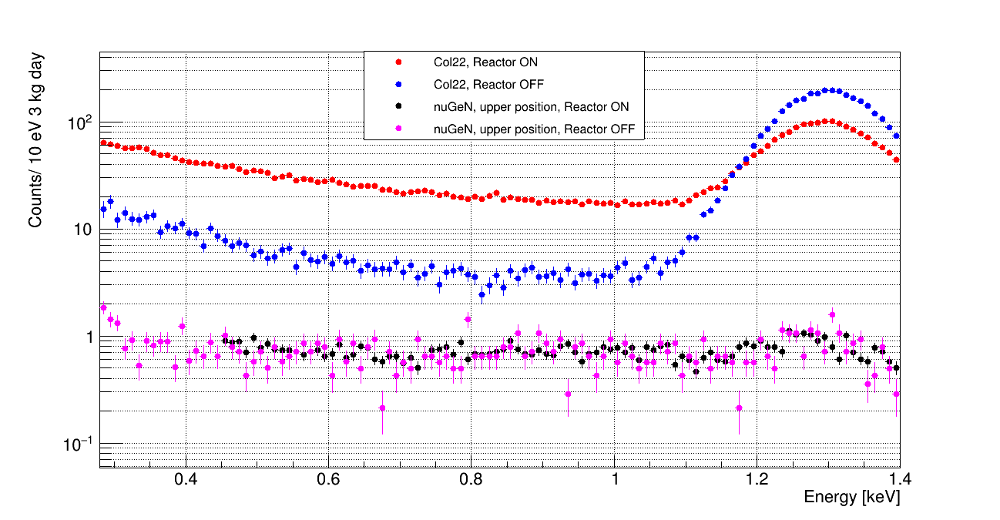 Counts/ 10 eV 3 kg day
Col22, Reactor ON
Col22, Reactor OFF
nuGeN, upper position, Reactor ON
nuGeN, upper position, Reactor OFF
10²
10
1
10⁻¹
0.4 0.6 0.8 1 1.2 1.4
Energy [keV]